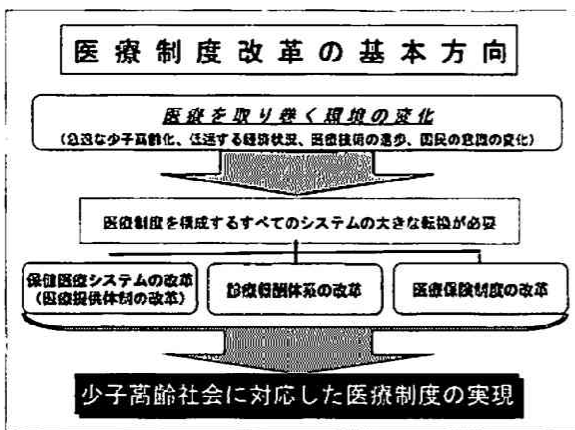 医療制度改革の基本方向
医療を取り巻く環境の変化
(急速な少子高齢化、低迷する経済状況、医療技術の進歩、国民の意識の変化)
医療制度を構成するすべてのシステムの大きな転換が必要
保健医療システムの改革
(医療提供体制の改革)
診療報酬体系の改革
医療保険制度の改革
少子高齢社会に対応した医療制度の実現